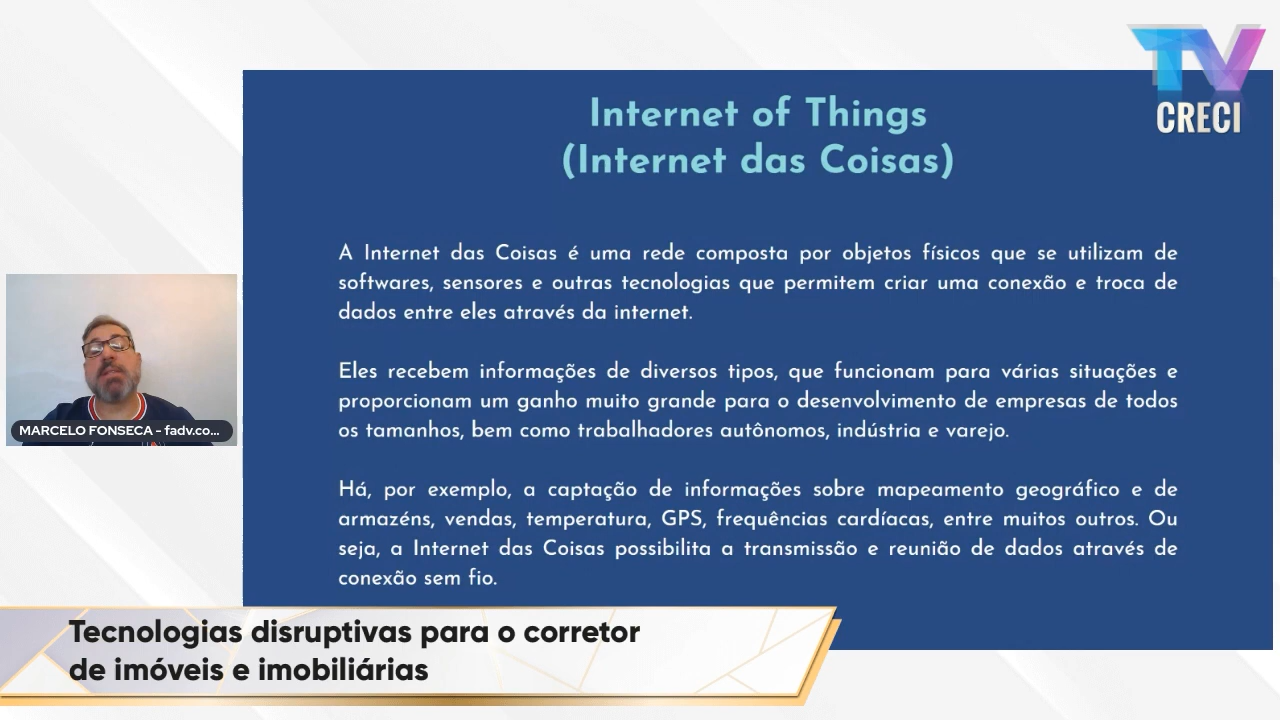 TV
CRECI
Internet of Things
(Internet das Coisas)
A Internet das Coisas é uma rede composta por objetos físicos que se utilizam de
softwares, sensores e outras tecnologias que permitem criar uma conexão e troca de
dados entre eles através da internet.
Eles recebem informações de diversos tipos, que funcionam para várias situações e
proporcionam um ganho muito grande para o desenvolvimento de empresas de todos
os tamanhos, bem como trabalhadores autônomos, indústria e varejo.
Há, por exemplo, a captação de informações sobre mapeamento geográfico e de
armazéns, vendas, temperatura, GPS, frequências cardíacas, entre muitos outros. Ou
seja, a Internet das Coisas possibilita a transmissão e reunião de dados através de
conexão sem fio.
MARCELO FONSECA - fadv.co...
Tecnologias disruptivas para o corretor
de imóveis e imobiliárias